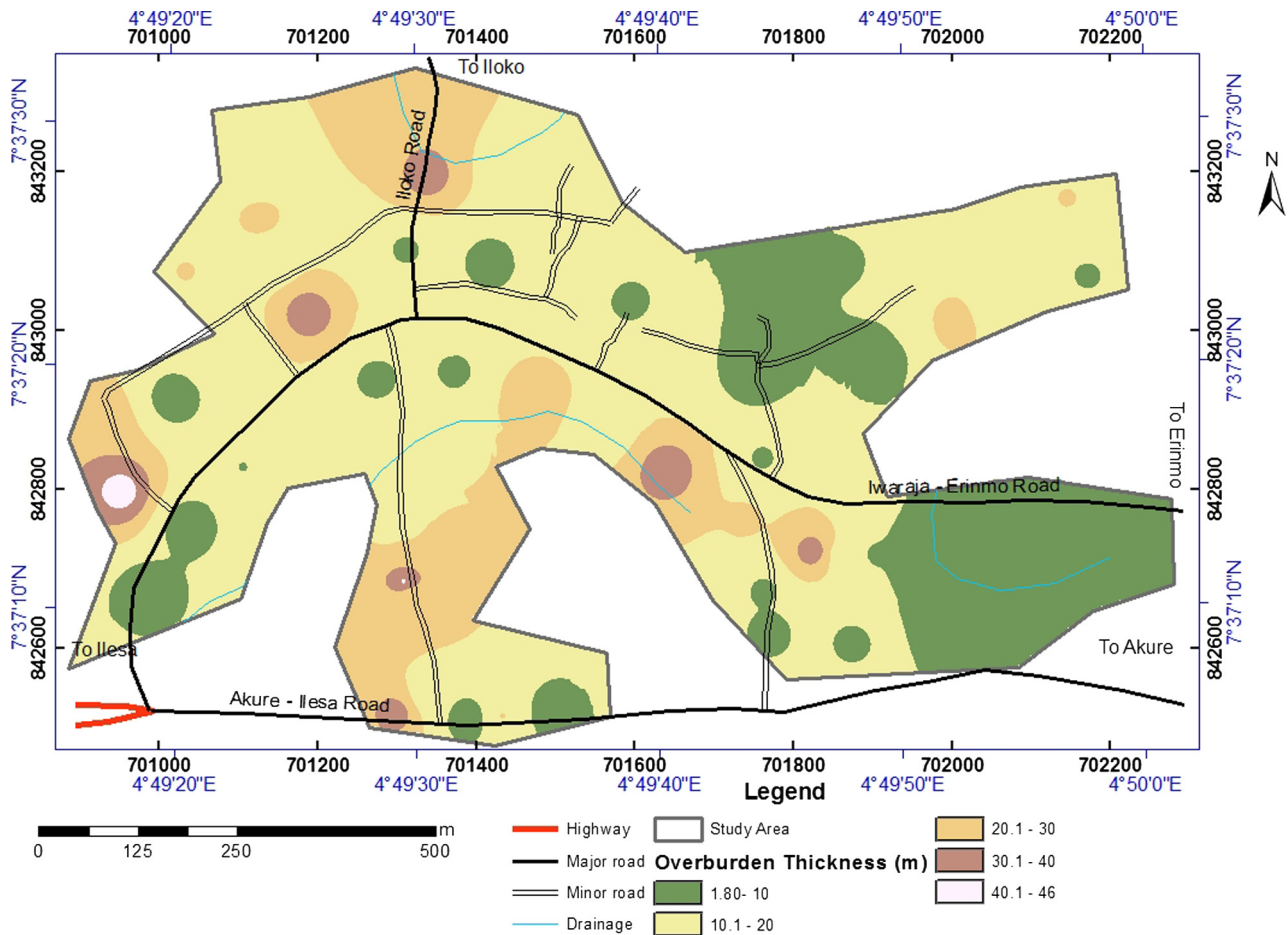 4°49'20"E 4°49'30"E 4°49'40"E 4°49'50"E 4°50'0"E
701000 701200 701400 701600 701800 702000 702200
To Iloko
7°37'30"N
7°37'30"N
843200
843200
N
Iloko Road
843000
843000
7°37'20"N
7°37'20"N
To Erinmo
842800
842800
Iwaraja - Erinmo Road
7°37'10"N
7°37'10"N
842600
842600
To Ilesa
To Akure
Akure - Ilesa Road
701000 701200 701400 701600 701800 702000 702200
4°49'20"E 4°49'30"E 4°49'40"E 4°49'50"E 4°50'0"E
Legend
m
0 125 250 500
Highway
Major road
Minor road
Drainage
Study Area
Overburden Thickness (m)
1.80- 10
10.1 - 20
20.1 - 30
30.1 - 40
40.1 - 46